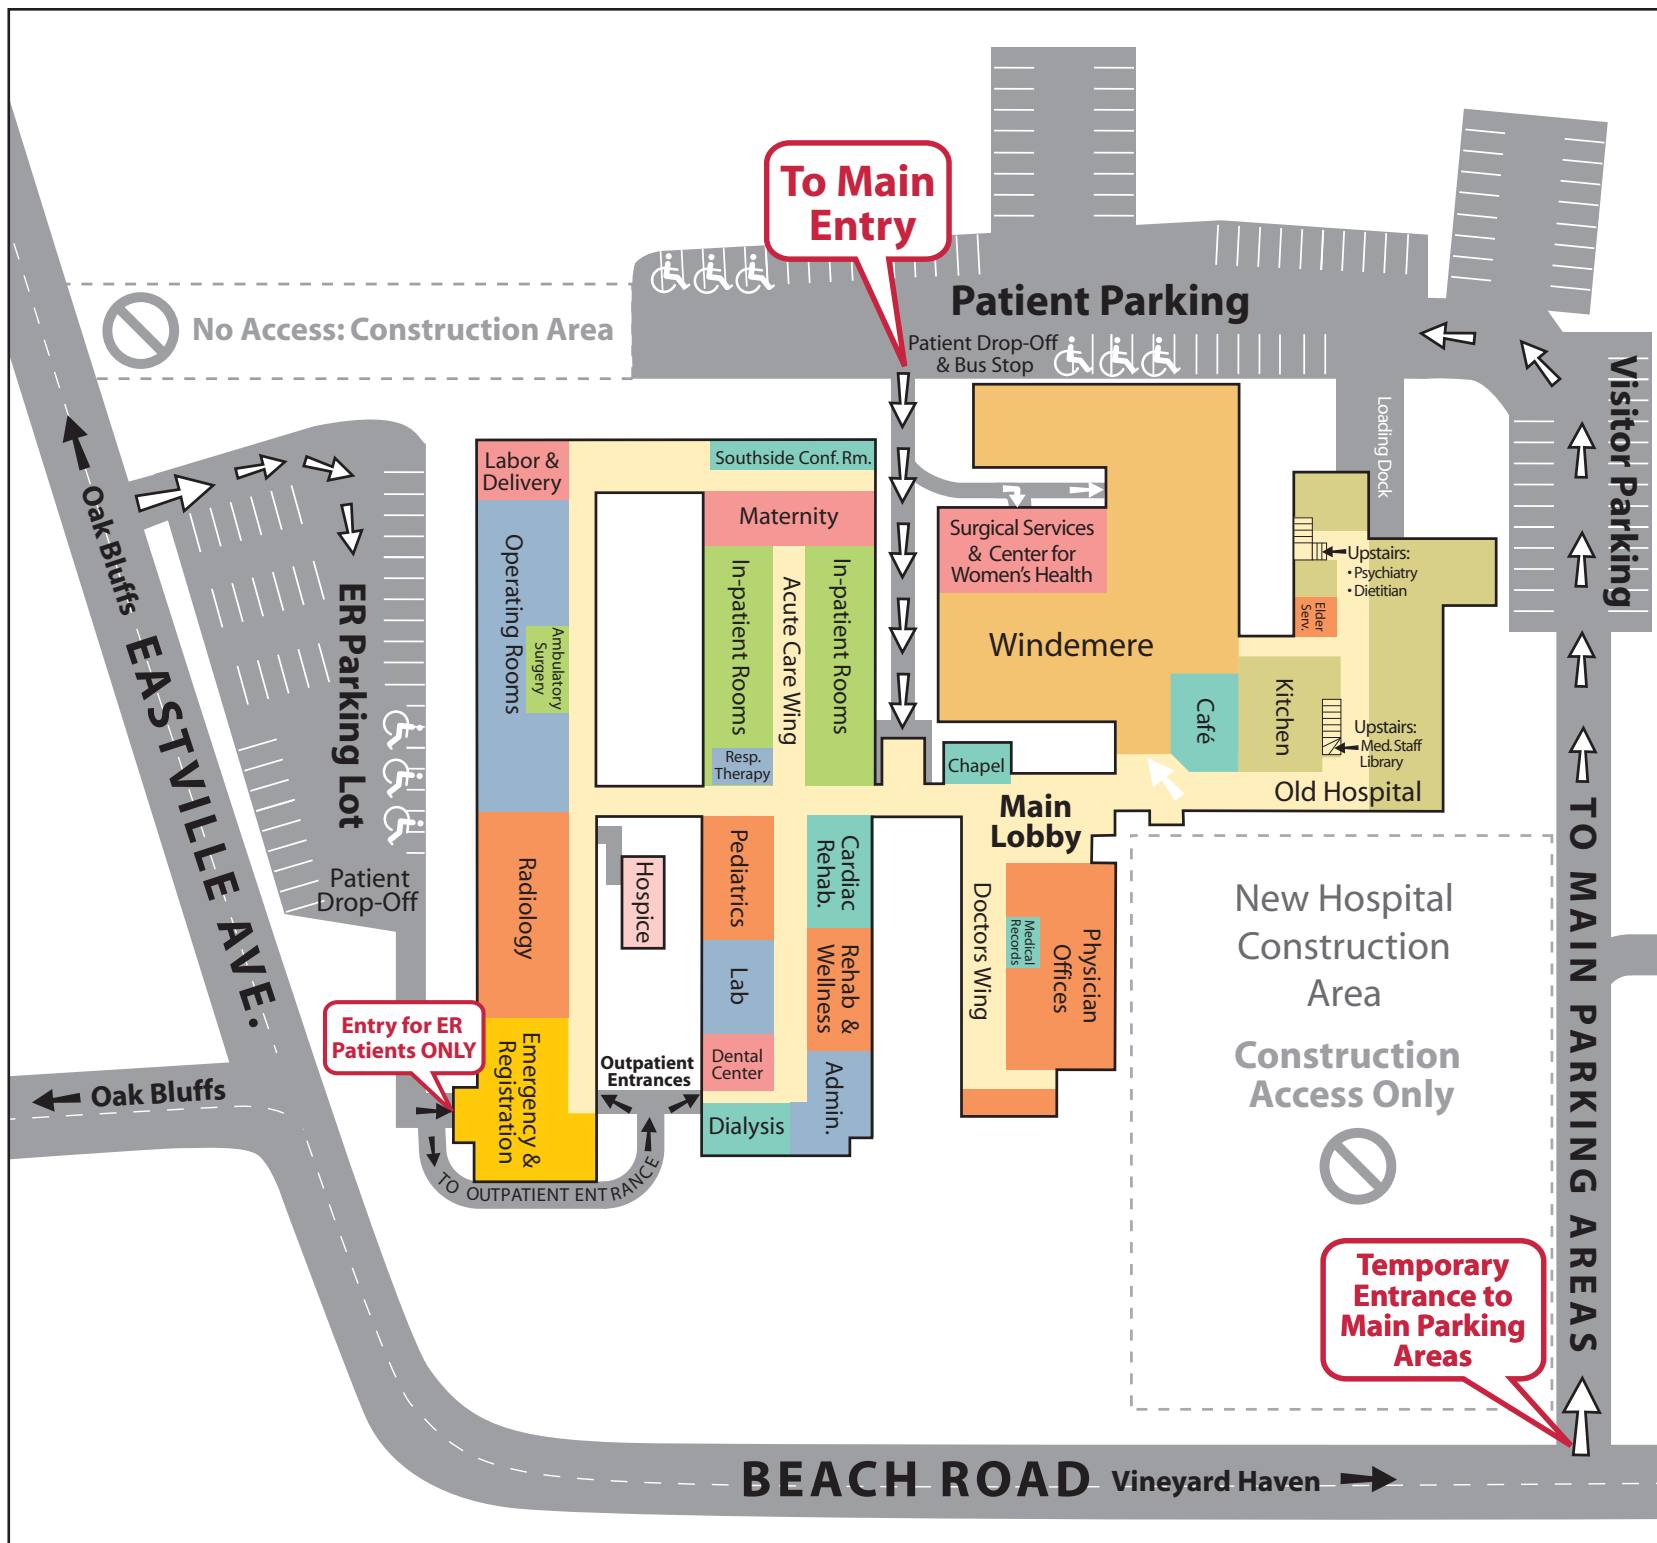 To Main
Entry
Patient Parking
Patient Drop-Off
& Bus Stop
No Access: Construction Area
Visitor Parking
Loading Dock
Oak Bluffs
EASTVILLE AVE.
ER Parking Lot
Patient
Drop-Off
Labor &
Delivery
Southside Conf. Rm.
Maternity
Operating Rooms
Ambulatory
Surgery
In-patient Rooms
Acute Care Wing
In-patient Rooms
Resp.
Therapy
Surgical Services
& Center for
Women's Health
Windemere
Upstairs:
• Psychiatry
• Dietitian
Elder
Serv.
Café
Kitchen
Upstairs:
Med. Staff
Library
Old Hospital
Chapel
Main
Lobby
Radiology
Hospice
Pediatrics
Cardiac
Rehab.
Lab
Rehab &
Wellness
Dental
Center
Admin.
Dialysis
Doctors Wing
Medical
Records
Physician
Offices
Emergency &
Registration
Entry for ER
Patients ONLY
Outpatient
Entrances
TO OUTPATIENT ENTRANCE
Oak Bluffs
New Hospital
Construction
Area
Construction
Access Only
TO MAIN PARKING AREAS
Temporary
Entrance to
Main Parking
Areas
BEACH ROAD
Vineyard Haven